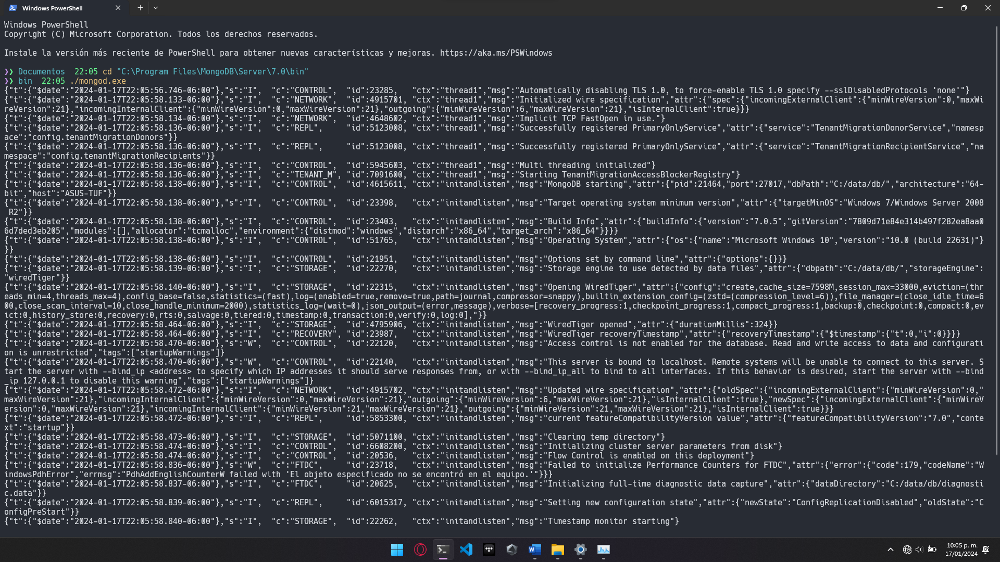 Windows PowerShell
Windows PowerShell
Copyright (C) Microsoft Corporation. Todos los derechos reservados.
Instale la versión más reciente de PowerShell para obtener nuevas características y mejoras. https://aka.ms/PSWindows
❯❯ Documentos  22:05 cd "C:\Program Files\MongoDB\Server\7.0\bin"
❯❯ bin  22:05 ./mongod.exe
{"t":{"$date":"2024-01-17T22:05:56.746-06:00"},"s":"I",  "c":"CONTROL",  "id":23285,   "ctx":"thread1","msg":"Automatically disabling TLS 1.0, to force-enable TLS 1.0 specify --sslDisabledProtocols 'none'"}
{"t":{"$date":"2024-01-17T22:05:58.133-06:00"},"s":"I",  "c":"NETWORK",  "id":4915701, "ctx":"thread1","msg":"Initialized wire specification","attr":{"spec":{"incomingExternalClient":{"minWireVersion":0,"maxWi
reVersion":21},"incomingInternalClient":{"minWireVersion":0,"maxWireVersion":21},"outgoing":{"minWireVersion":6,"maxWireVersion":21},"isInternalClient":true}}}
{"t":{"$date":"2024-01-17T22:05:58.134-06:00"},"s":"I",  "c":"NETWORK",  "id":4648602, "ctx":"thread1","msg":"Implicit TCP FastOpen in use."}
{"t":{"$date":"2024-01-17T22:05:58.136-06:00"},"s":"I",  "c":"REPL",     "id":5123008, "ctx":"thread1","msg":"Successfully registered PrimaryOnlyService","attr":{"service":"TenantMigrationDonorService","namesp
ace":"config.tenantMigrationDonors"}}
{"t":{"$date":"2024-01-17T22:05:58.136-06:00"},"s":"I",  "c":"REPL",     "id":5123008, "ctx":"thread1","msg":"Successfully registered PrimaryOnlyService","attr":{"service":"TenantMigrationRecipientService","na
mespace":"config.tenantMigrationRecipients"}}
{"t":{"$date":"2024-01-17T22:05:58.136-06:00"},"s":"I",  "c":"CONTROL",  "id":5945603, "ctx":"thread1","msg":"Multi threading initialized"}
{"t":{"$date":"2024-01-17T22:05:58.136-06:00"},"s":"I",  "c":"TENANT_M", "id":7091600, "ctx":"thread1","msg":"Starting TenantMigrationAccessBlockerRegistry"}
{"t":{"$date":"2024-01-17T22:05:58.138-06:00"},"s":"I",  "c":"CONTROL",  "id":4615611, "ctx":"initandlisten","msg":"MongoDB starting","attr":{"pid":21464,"port":27017,"dbPath":"C:/data/db/","architecture":"64-
bit","host":"ASUS-TUF"}}
{"t":{"$date":"2024-01-17T22:05:58.138-06:00"},"s":"I",  "c":"CONTROL",  "id":23398,   "ctx":"initandlisten","msg":"Target operating system minimum version","attr":{"targetMinOS":"Windows 7/Windows Server 2008
 R2"}}
{"t":{"$date":"2024-01-17T22:05:58.138-06:00"},"s":"I",  "c":"CONTROL",  "id":23403,   "ctx":"initandlisten","msg":"Build Info","attr":{"buildInfo":{"version":"7.0.5","gitVersion":"7809d71e84e314b497f282ea8aa0
6d7ded3eb205","modules":[],"allocator":"tcmalloc","environment":{"distmod":"windows","distarch":"x86_64","target_arch":"x86_64"}}}}
{"t":{"$date":"2024-01-17T22:05:58.138-06:00"},"s":"I",  "c":"CONTROL",  "id":51765,   "ctx":"initandlisten","msg":"Operating System","attr":{"os":{"name":"Microsoft Windows 10","version":"10.0 (build 22631)"}
}}
{"t":{"$date":"2024-01-17T22:05:58.138-06:00"},"s":"I",  "c":"CONTROL",  "id":21951,   "ctx":"initandlisten","msg":"Options set by command line","attr":{"options":{}}}
{"t":{"$date":"2024-01-17T22:05:58.139-06:00"},"s":"I",  "c":"STORAGE",  "id":22270,   "ctx":"initandlisten","msg":"Storage engine to use detected by data files","attr":{"dbpath":"C:/data/db/","storageEngine":
"wiredTiger"}}
{"t":{"$date":"2024-01-17T22:05:58.140-06:00"},"s":"I",  "c":"STORAGE",  "id":22315,   "ctx":"initandlisten","msg":"Opening WiredTiger","attr":{"config":"create,cache_size=7598M,session_max=33000,eviction=(thr
eads_min=4,threads_max=4),config_base=false,statistics=(fast),log=(enabled=true,remove=true,path=journal,compressor=snappy),builtin_extension_config=(zstd=(compression_level=6)),file_manager=(close_idle_time=6
00,close_scan_interval=10,close_handle_minimum=2000),statistics_log=(wait=0),json_output=(error,message),verbose=[recovery_progress:1,checkpoint_progress:1,compact_progress:1,backup:0,checkpoint:0,compact:0,ev
ict:0,history_store:0,recovery:0,rts:0,salvage:0,tiered:0,timestamp:0,transaction:0,verify:0,log:0],"}}
{"t":{"$date":"2024-01-17T22:05:58.464-06:00"},"s":"I",  "c":"STORAGE",  "id":4795906, "ctx":"initandlisten","msg":"WiredTiger opened","attr":{"durationMillis":324}}
{"t":{"$date":"2024-01-17T22:05:58.464-06:00"},"s":"I",  "c":"RECOVERY", "id":23987,   "ctx":"initandlisten","msg":"WiredTiger recoveryTimestamp","attr":{"recoveryTimestamp":{"$timestamp":{"t":0,"i":0}}}}
{"t":{"$date":"2024-01-17T22:05:58.470-06:00"},"s":"W",  "c":"CONTROL",  "id":22120,   "ctx":"initandlisten","msg":"Access control is not enabled for the database. Read and write access to data and configurati
on is unrestricted","tags":["startupWarnings"]}
{"t":{"$date":"2024-01-17T22:05:58.470-06:00"},"s":"W",  "c":"CONTROL",  "id":22140,   "ctx":"initandlisten","msg":"This server is bound to localhost. Remote systems will be unable to connect to this server. S
tart the server with --bind_ip <address> to specify which IP addresses it should serve responses from, or with --bind_ip_all to bind to all interfaces. If this behavior is desired, start the server with --bind
_ip 127.0.0.1 to disable this warning","tags":["startupWarnings"]}
{"t":{"$date":"2024-01-17T22:05:58.472-06:00"},"s":"I",  "c":"NETWORK",  "id":4915702, "ctx":"initandlisten","msg":"Updated wire specification","attr":{"oldSpec":{"incomingExternalClient":{"minWireVersion":0,"
maxWireVersion":21},"incomingInternalClient":{"minWireVersion":0,"maxWireVersion":21},"outgoing":{"minWireVersion":6,"maxWireVersion":21},"isInternalClient":true},"newSpec":{"incomingExternalClient":{"minWireV
ersion":0,"maxWireVersion":21},"incomingInternalClient":{"minWireVersion":21,"maxWireVersion":21},"outgoing":{"minWireVersion":21,"maxWireVersion":21},"isInternalClient":true}}}
{"t":{"$date":"2024-01-17T22:05:58.472-06:00"},"s":"I",  "c":"REPL",     "id":5853300, "ctx":"initandlisten","msg":"current featureCompatibilityVersion value","attr":{"featureCompatibilityVersion":"7.0","conte
xt":"startup"}}
{"t":{"$date":"2024-01-17T22:05:58.473-06:00"},"s":"I",  "c":"STORAGE",  "id":5071100, "ctx":"initandlisten","msg":"Clearing temp directory"}
{"t":{"$date":"2024-01-17T22:05:58.474-06:00"},"s":"I",  "c":"CONTROL",  "id":6608200, "ctx":"initandlisten","msg":"Initializing cluster server parameters from disk"}
{"t":{"$date":"2024-01-17T22:05:58.474-06:00"},"s":"I",  "c":"CONTROL",  "id":20536,   "ctx":"initandlisten","msg":"Flow Control is enabled on this deployment"}
{"t":{"$date":"2024-01-17T22:05:58.836-06:00"},"s":"W",  "c":"FTDC",     "id":23718,   "ctx":"initandlisten","msg":"Failed to initialize Performance Counters for FTDC","attr":{"error":{"code":179,"codeName":"W
indowsPdhError","errmsg":"PdhAddEnglishCounterW failed with 'El objeto especificado no se encontró en el equipo.'"}}}
{"t":{"$date":"2024-01-17T22:05:58.837-06:00"},"s":"I",  "c":"FTDC",     "id":20625,   "ctx":"initandlisten","msg":"Initializing full-time diagnostic data capture","attr":{"dataDirectory":"C:/data/db/diagnosti
c.data"}}
{"t":{"$date":"2024-01-17T22:05:58.839-06:00"},"s":"I",  "c":"REPL",     "id":6015317, "ctx":"initandlisten","msg":"Setting new configuration state","attr":{"newState":"ConfigReplicationDisabled","oldState":"C
onfigPreStart"}}
{"t":{"$date":"2024-01-17T22:05:58.840-06:00"},"s":"I",  "c":"STORAGE",  "id":22262,   "ctx":"initandlisten","msg":"Timestamp monitor starting"}
10:05 p. m.
17/01/2024